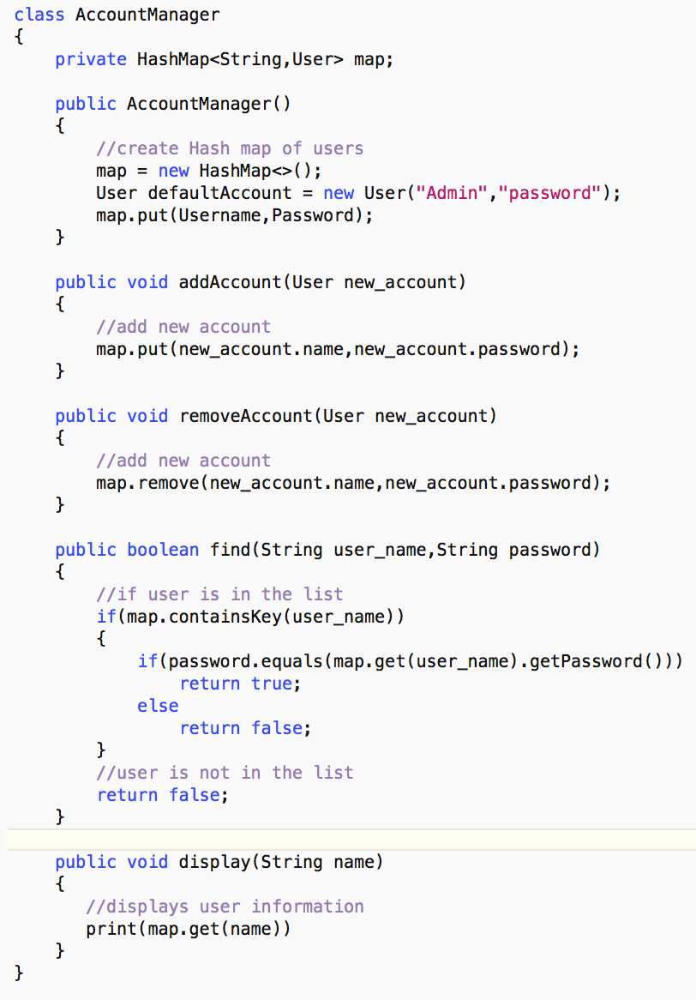 class AccountManager
{
    private HashMap<String,User> map;

    public AccountManager()
    {
        //create Hash map of users
        map = new HashMap<>();
        User defaultAccount = new User("Admin","password");
        map.put(Username,Password);
    }

    public void addAccount(User new_account)
    {
        //add new account
        map.put(new_account.name,new_account.password);
    }

    public void removeAccount(User new_account)
    {
        //add new account
        map.remove(new_account.name,new_account.password);
    }

    public boolean find(String user_name,String password)
    {
        //if user is in the list
        if(map.containsKey(user_name))
        {
            if(password.equals(map.get(user_name).getPassword()))
                return true;
            else
                return false;
        }
        //user is not in the list
        return false;
    }

    public void display(String name)
    {
       //displays user information
       print(map.get(name))
    }
}